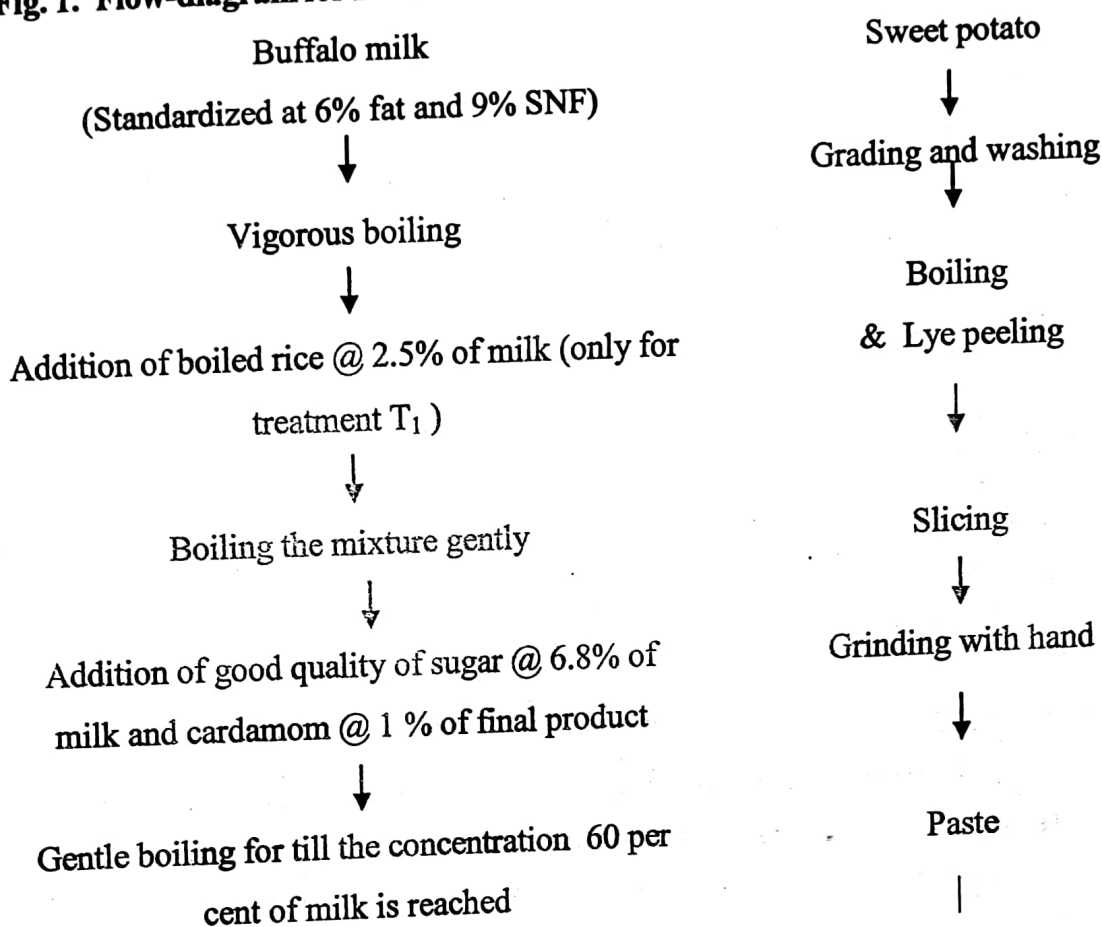 Fig. 1. Flow-diagram for
Buffalo milk
(Standardized at 6% fat and 9% SNF)
Vigorous boiling
Addition of boiled rice @ 2.5% of milk (only for
treatment T₁ )
Boiling the mixture gently
Addition of good quality of sugar @ 6.8% of
milk and cardamom @ 1 % of final product
Gentle boiling for till the concentration 60 per
cent of milk is reached
Sweet potato
Grading and washing
Boiling
& Lye peeling
Slicing
Grinding with hand
Paste